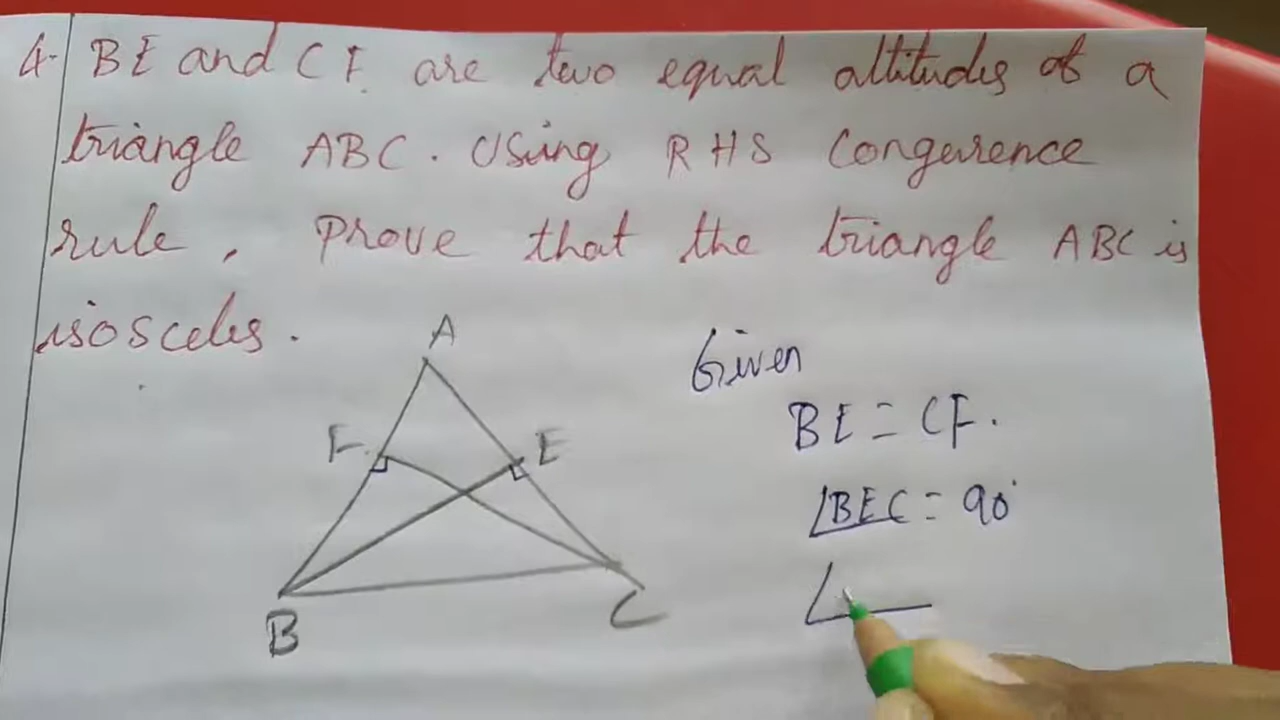 4. BE and CF are two equal altitudes of a
triangle ABC. Using RHS Congurence
rule, Prove that the triangle ABC is
isosceles.
A
F
E
B
C
Given
BE = CF.
∠BEC = 90°
∠